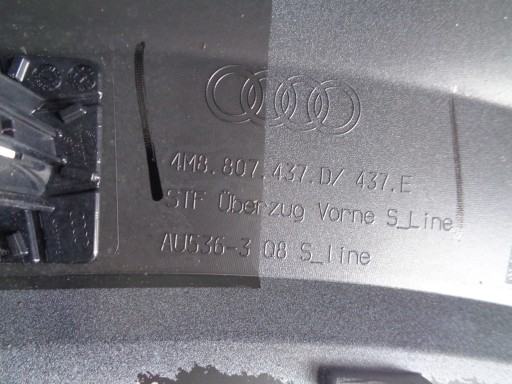 4M8.807.437.D/ 437.E
STF Überzug Vorne S_Line
AU536-3 Q8 S_line